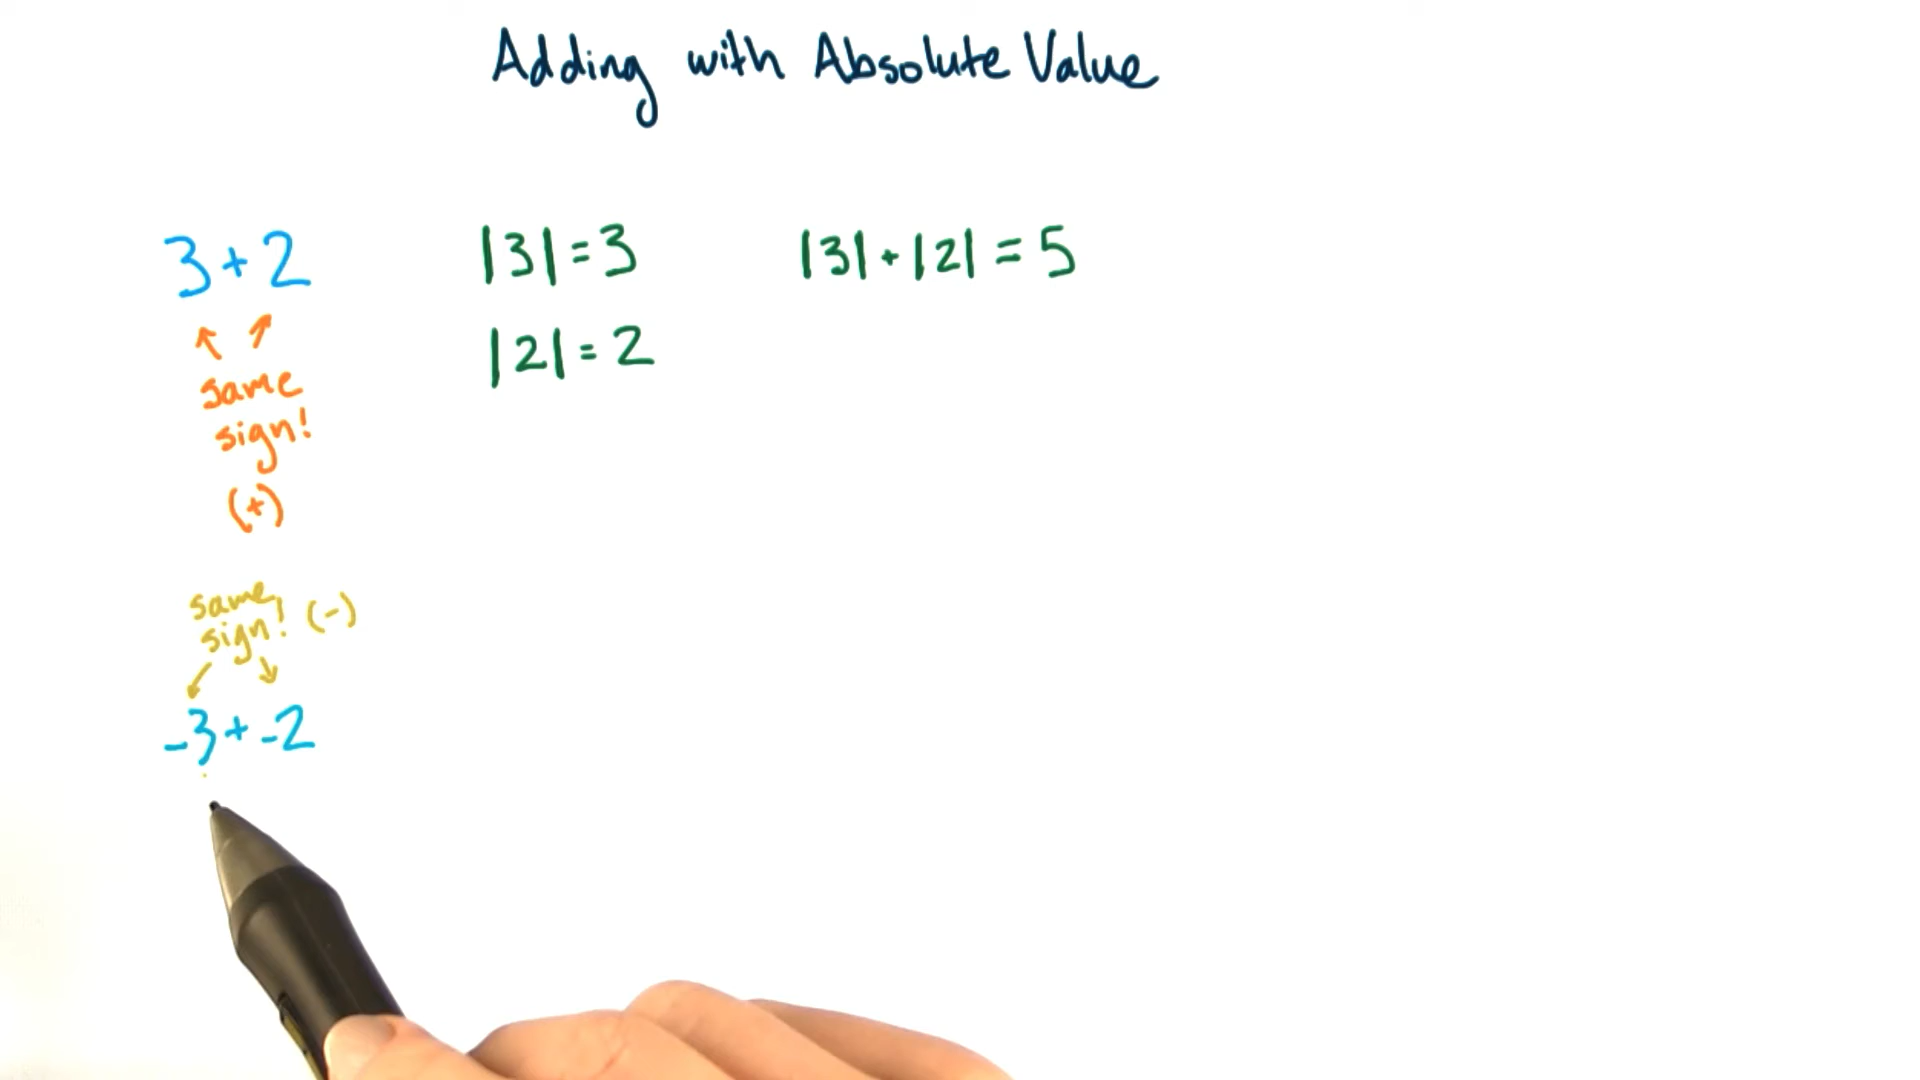 Adding with Absolute Value
3+2
|3|=3
|3|+|2|=5
|2|=2
same
sign!
(+)
same
sign! (-)
-3+-2